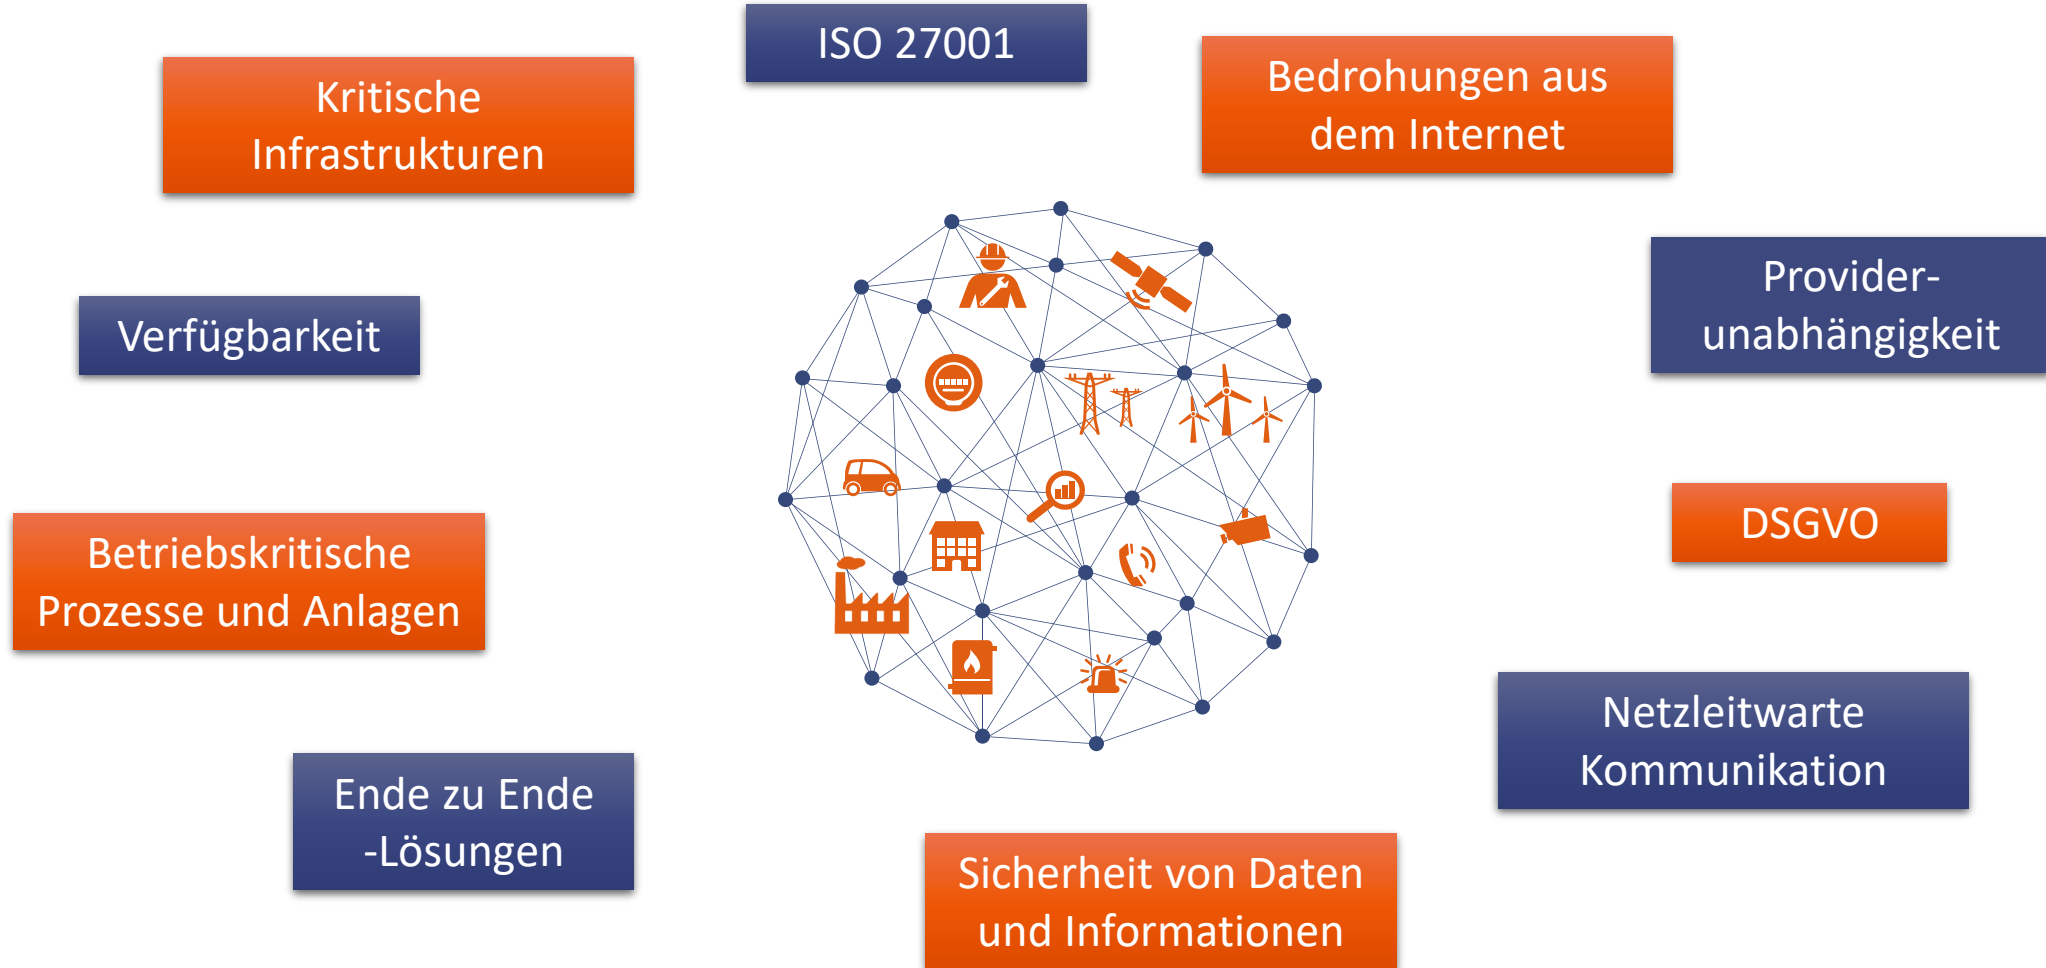 ISO 27001
Kritische
Infrastrukturen
Bedrohungen aus
dem Internet
Provider-
unabhängigkeit
Verfügbarkeit
DSGVO
Betriebskritische
Prozesse und Anlagen
Netzleitwarte
Kommunikation
Ende zu Ende
-Lösungen
Sicherheit von Daten
und Informationen